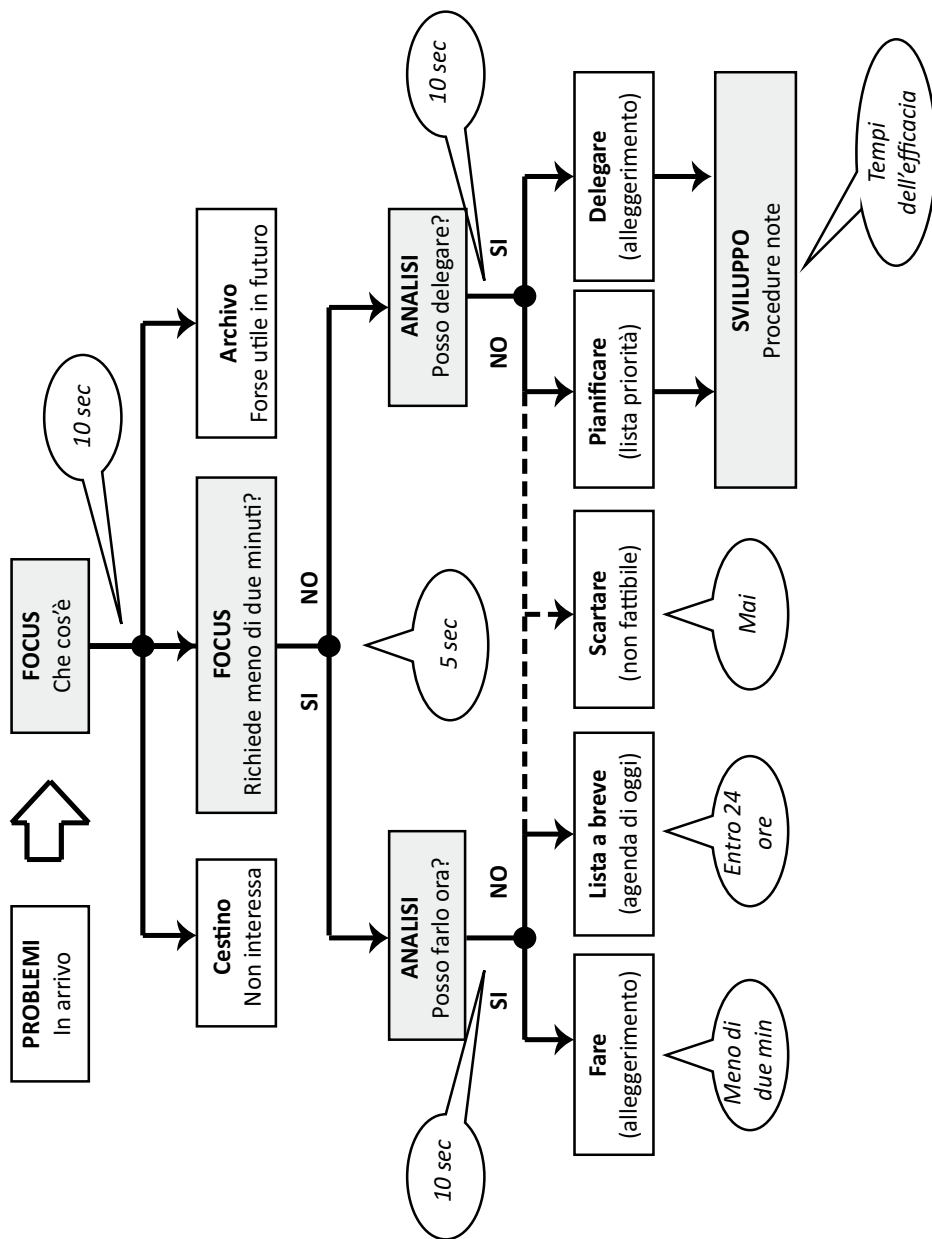 PROBLEMI
In arrivo
FOCUS
Che cos'è
10 sec
Cestino
Non interessa
FOCUS
Richiede meno di due minuti?
Archivo
Forse utile in futuro
SI
NO
5 sec
ANALISI
Posso farlo ora?
ANALISI
Posso delegare?
10 sec
SI
NO
10 sec
NO
SI
Fare
(alleggerimento)
Lista a breve
(agenda di oggi)
Scartare
(non fattibile)
Pianificare
(lista priorità)
Delegare
(alleggerimento)
Meno di
due min
Entro 24
ore
Mai
SVILUPPO
Procedure note
Tempi
dell'efficacia